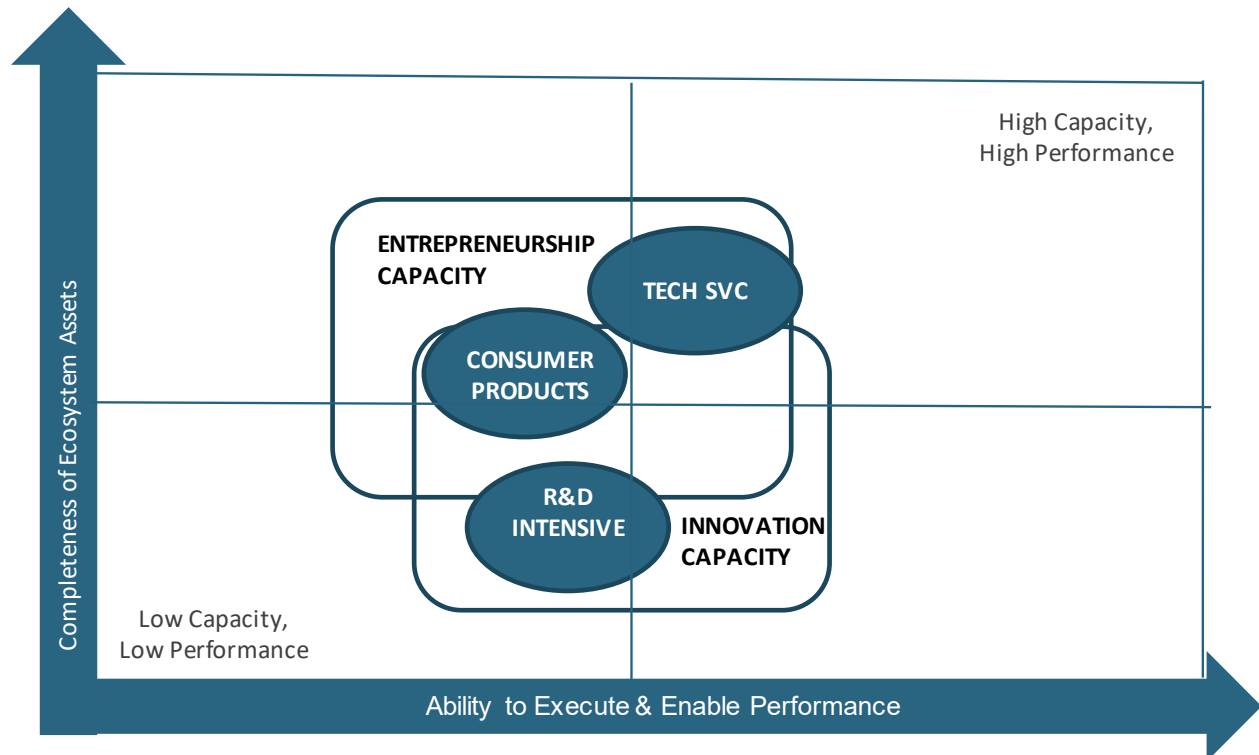 High Capacity,
High Performance
ENTREPRENEURSHIP
CAPACITY
TECH SVC
CONSUMER
PRODUCTS
R&D
INTENSIVE
INNOVATION
CAPACITY
Low Capacity,
Low Performance
Completeness of Ecosystem Assets
Ability to Execute & Enable Performance